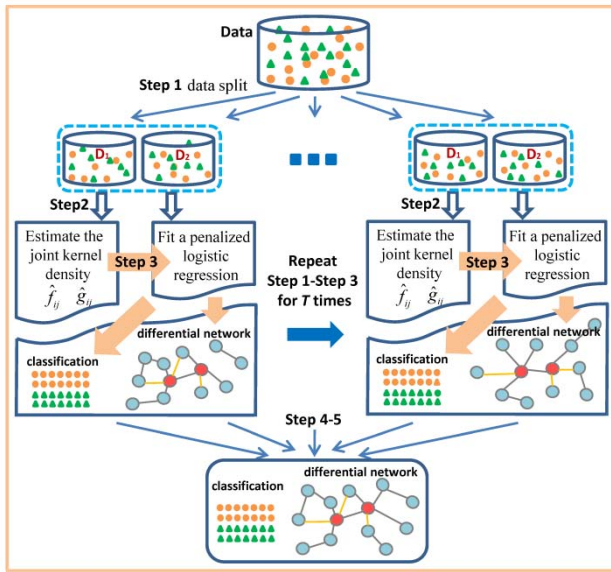 Data
Step 1 data split
D1 D2
D1 D2
Step2
Step2
Estimate the
joint kernel
density
f̂ij ĝij
Step 3
Fit a penalized
logistic
regression
Repeat
Step 1-Step 3
for T times
Estimate the
joint kernel
density
f̂ij ĝij
Step 3
Fit a penalized
logistic
regression
differential network
classification
differential network
classification
Step 4-5
differential network
classification